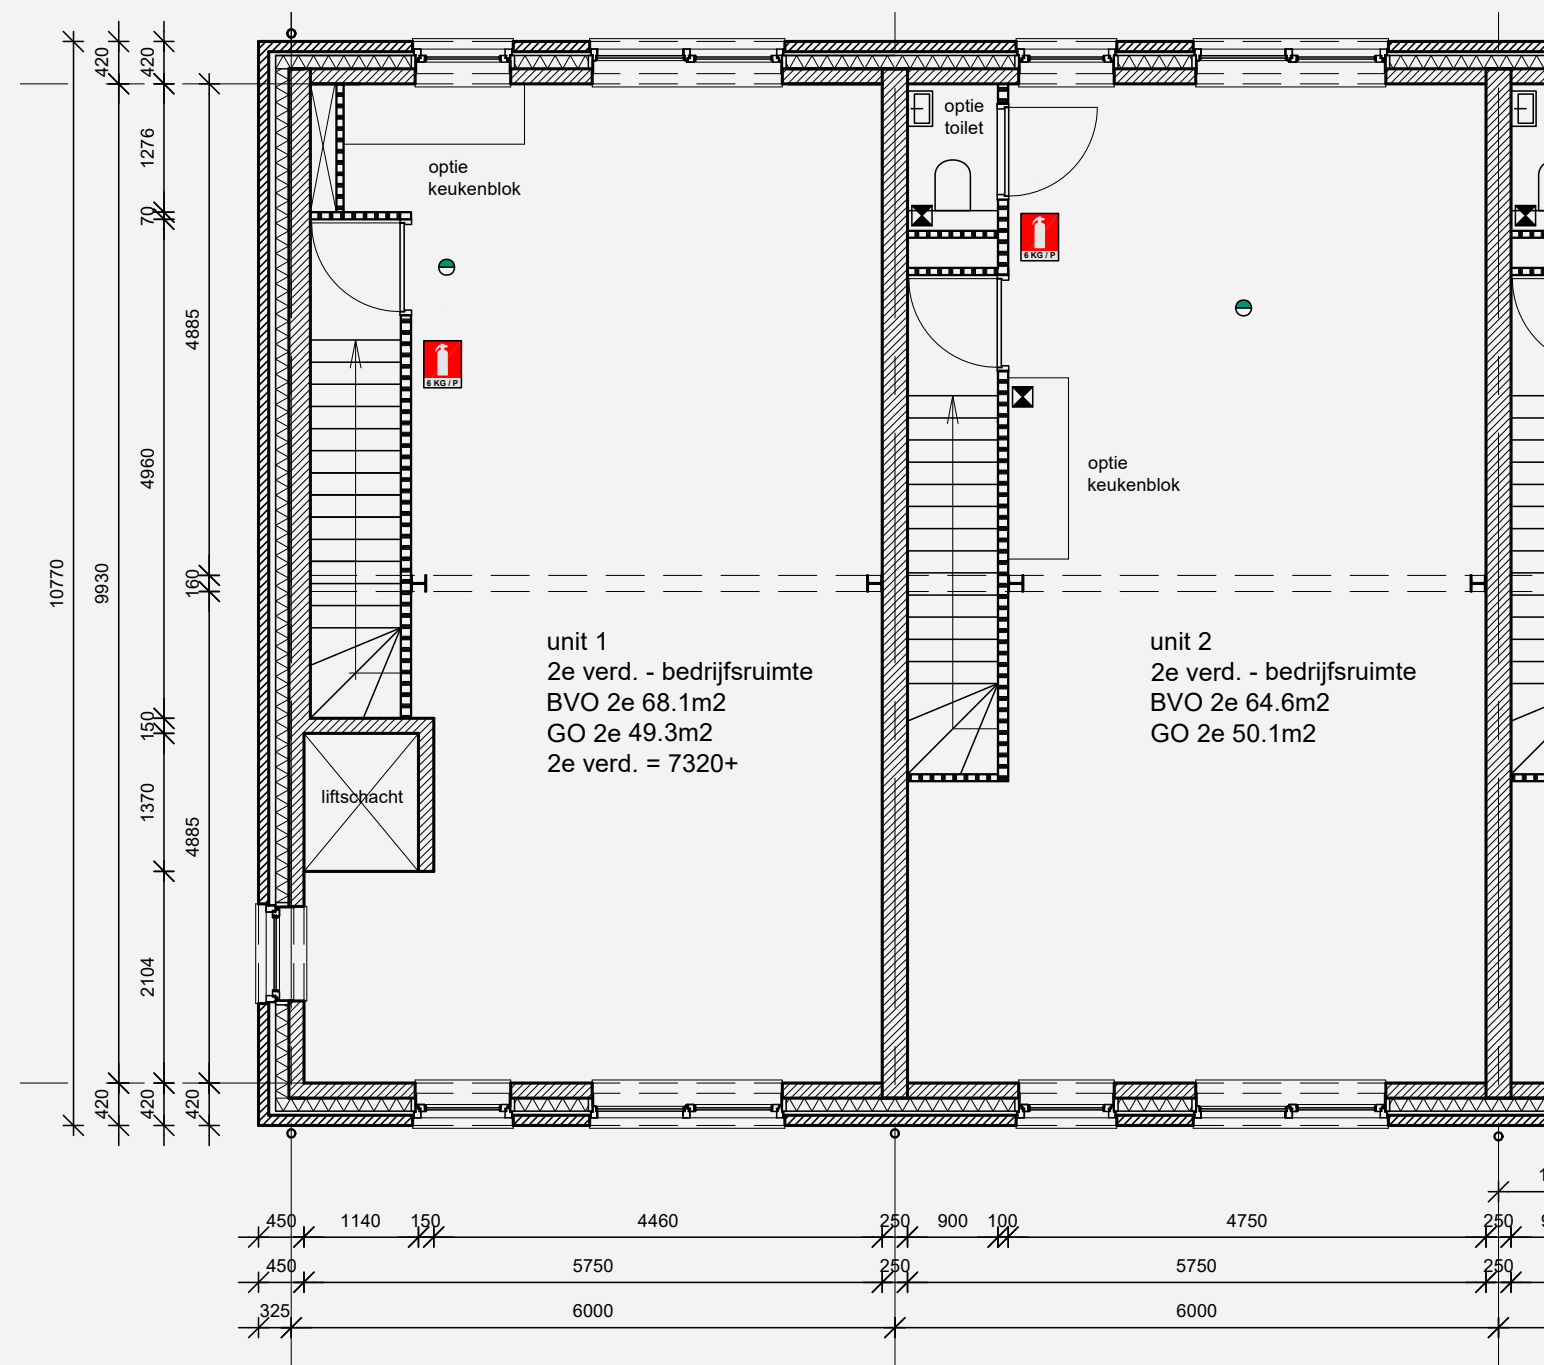 optie
keukenblok
optie
toilet
6 KG / P
6 KG / P
optie
keukenblok
unit 1
2e verd. - bedrijfsruimte
BVO 2e 68.1m2
GO 2e 49.3m2
2e verd. = 7320+
unit 2
2e verd. - bedrijfsruimte
BVO 2e 64.6m2
GO 2e 50.1m2
liftschacht
10770
420
9930
420
420
1276
70
4960
150
1370
2104
420
4885
160
4885
420
450 1140 150 4460 250 900 100 4750 250
450 5750 250 5750 250
325 6000 6000